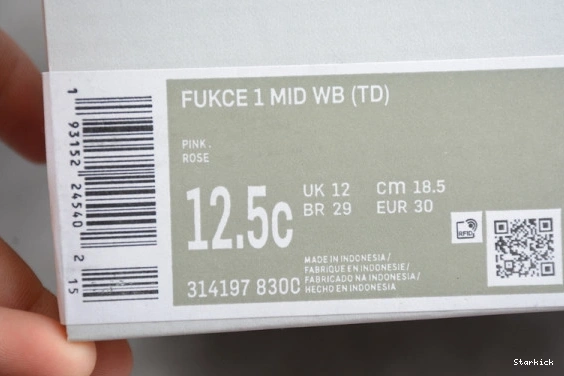 FUKCE 1 MID WB (TD)
PINK.
ROSE
12.5C
UK 12 cm 18.5
BR 29 EUR 30
RFID
MADE IN INDONESIA/
FABRIQUE EN INDONESIE/
FABRICADO NA INDONESIA/
HECHO EN INDONESIA
314197 830C
1 93152 24540 2 15
Starkick